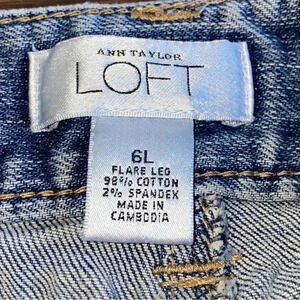 ANN TAYLOR
LOFT
6L
FLARE LEG
98% COTTON
2% SPANDEX
MADE IN
CAMBODIA